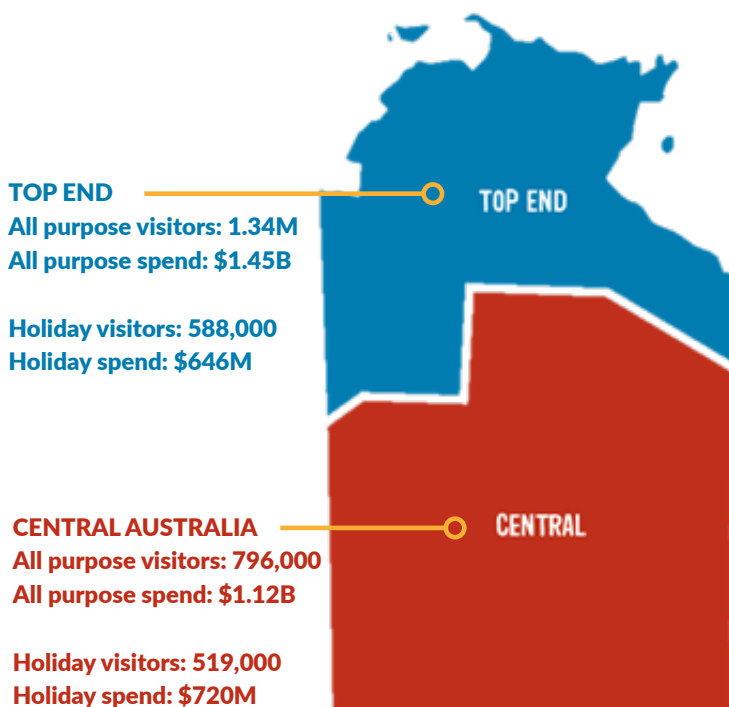 TOP END
All purpose visitors: 1.34M
All purpose spend: $1.45B
Holiday visitors: 588,000
Holiday spend: $646M
TOP END
CENTRAL AUSTRALIA
All purpose visitors: 796,000
All purpose spend: $1.12B
Holiday visitors: 519,000
Holiday spend: $720M
CENTRAL